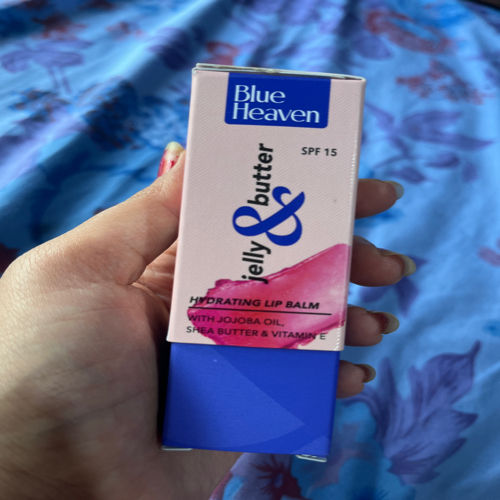 Blue
Heaven
SPF 15
jelly & butter
HYDRATING LIP BALM
WITH JOJOBA OIL,
SHEA BUTTER & VITAMIN E